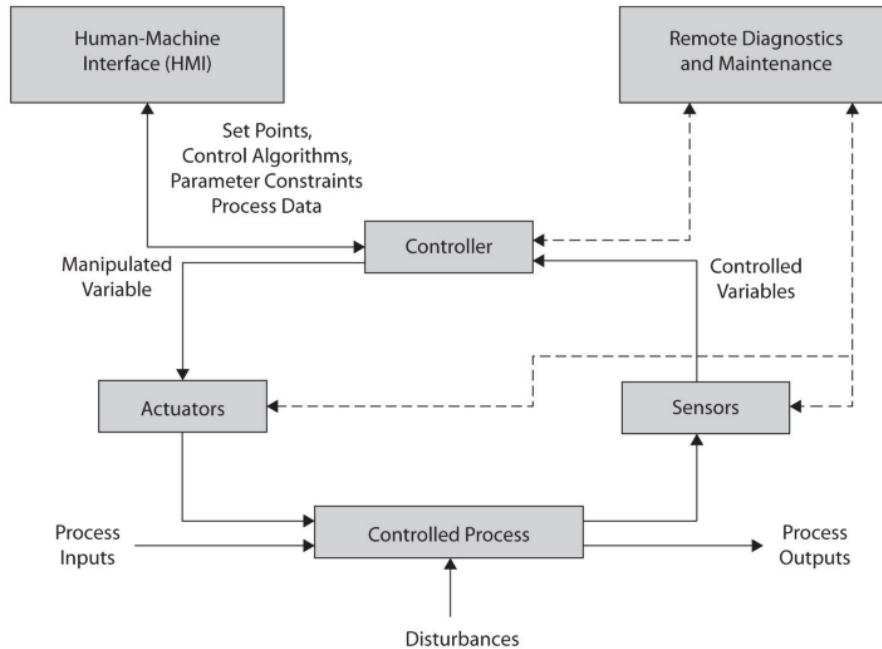 Human-Machine
Interface (HMI)
Remote Diagnostics
and Maintenance
Set Points,
Control Algorithms,
Parameter Constraints
Process Data
Controller
Manipulated
Variable
Controlled
Variables
Actuators
Sensors
Process
Inputs
Controlled Process
Process
Outputs
Disturbances